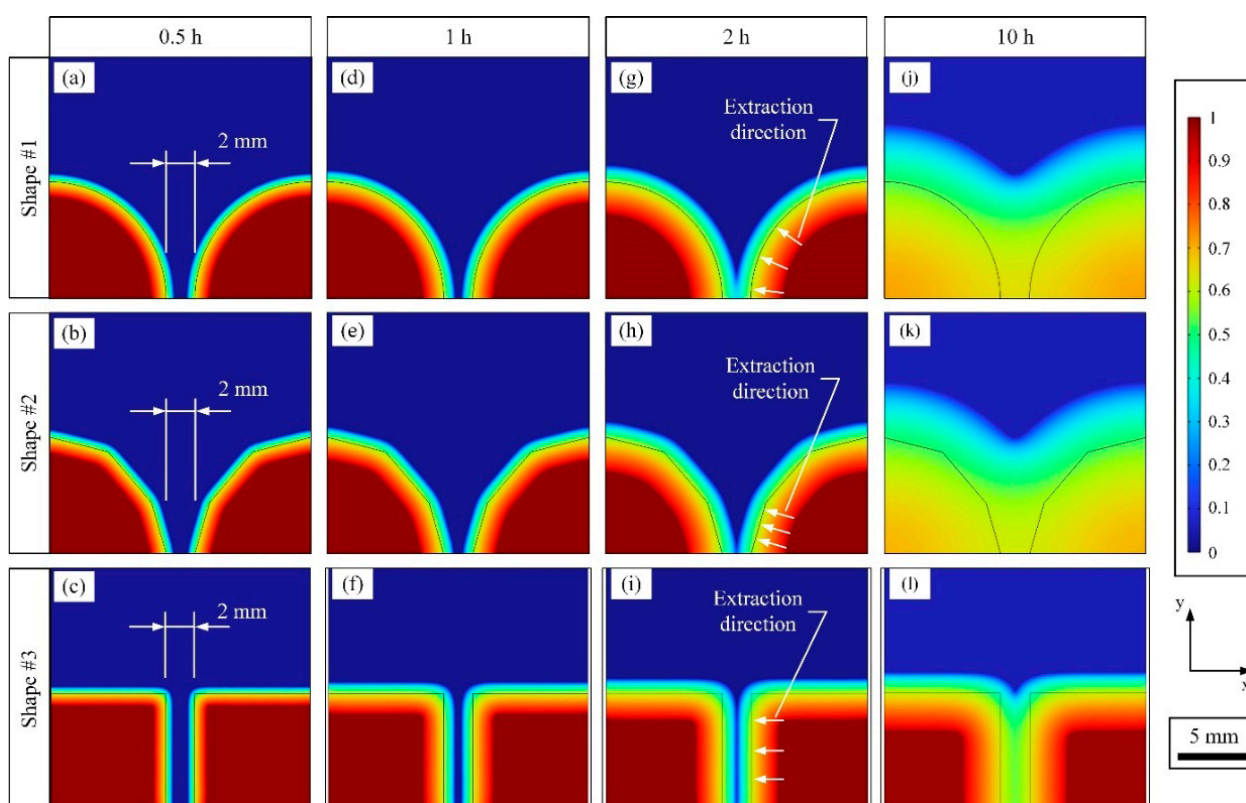 0.5 h
1 h
2 h
10 h
Shape #1
(a)
2 mm
(d)
(g)
Extraction
direction
(j)
Shape #2
(b)
2 mm
(e)
(h)
Extraction
direction
(k)
Shape #3
(c)
2 mm
(f)
(i)
Extraction
direction
(l)
1
0.9
0.8
0.7
0.6
0.5
0.4
0.3
0.2
0.1
0
y
x
5 mm